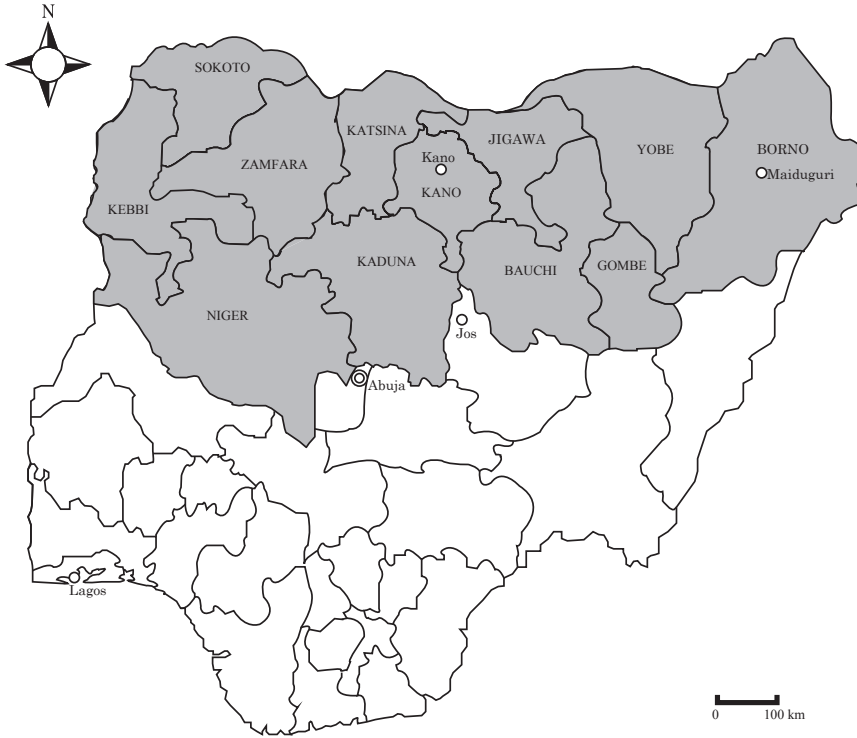 N
SOKOTO
KATSINA
JIGAWA
YOBE
BORNO
Kano
ZAMFARA
Maiduguri
KANO
KEBBI
KADUNA
BAUCHI
GOMBE
NIGER
Jos
Abuja
Lagos
0 100 km